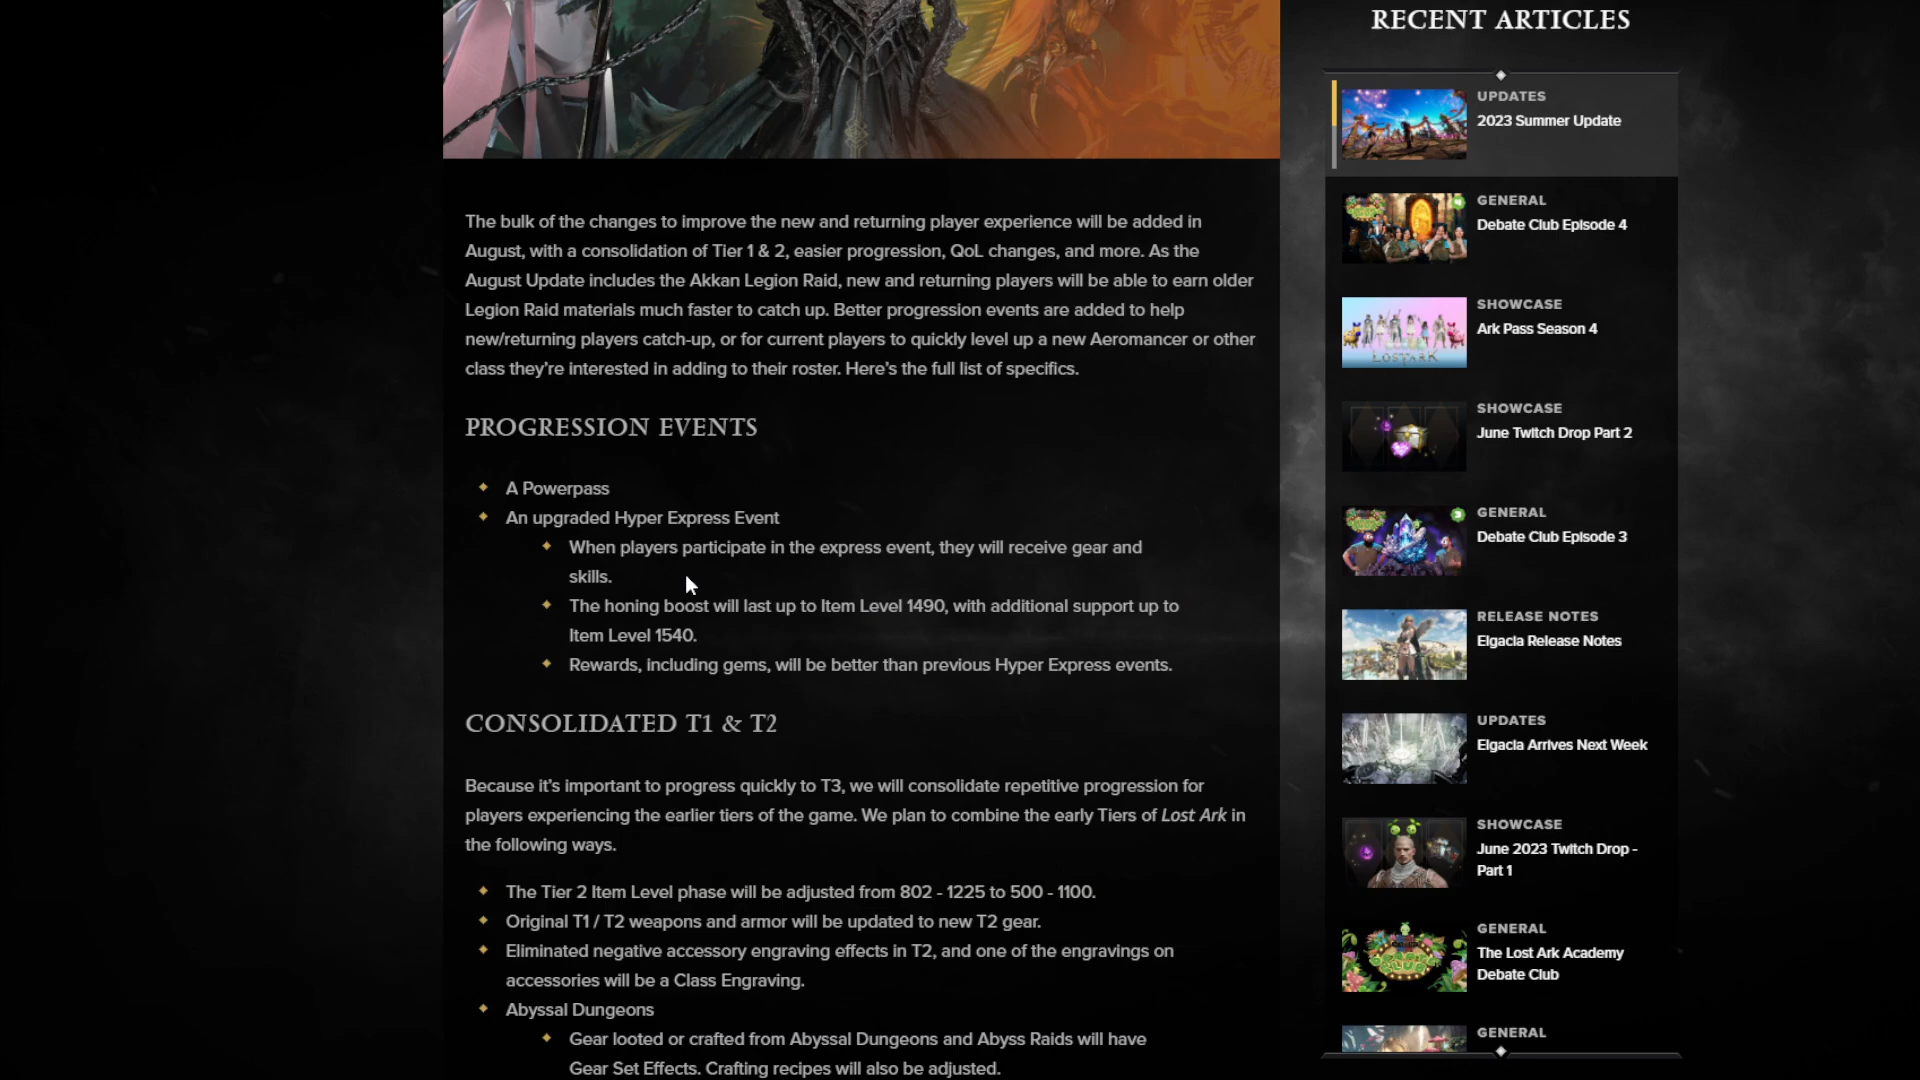 The bulk of the changes to improve the new and returning player experience will be added in
August, with a consolidation of Tier 1 & 2, easier progression, QoL changes, and more. As the
August Update includes the Akkan Legion Raid, new and returning players will be able to earn older
Legion Raid materials much faster to catch up. Better progression events are added to help
new/returning players catch-up, or for current players to quickly level up a new Aeromancer or other
class they’re interested in adding to their roster. Here’s the full list of specifics.
PROGRESSION EVENTS
A Powerpass
An upgraded Hyper Express Event
When players participate in the express event, they will receive gear and
skills.
The honing boost will last up to Item Level 1490, with additional support up to
Item Level 1540.
Rewards, including gems, will be better than previous Hyper Express events.
CONSOLIDATED T1 & T2
Because it’s important to progress quickly to T3, we will consolidate repetitive progression for
players experiencing the earlier tiers of the game. We plan to combine the early Tiers of Lost Ark in
the following ways.
The Tier 2 Item Level phase will be adjusted from 802 - 1225 to 500 - 1100.
Original T1 / T2 weapons and armor will be updated to new T2 gear.
Eliminated negative accessory engraving effects in T2, and one of the engravings on
accessories will be a Class Engraving.
Abyssal Dungeons
Gear looted or crafted from Abyssal Dungeons and Abyss Raids will have
Gear Set Effects. Crafting recipes will also be adjusted.
RECENT ARTICLES
UPDATES
2023 Summer Update
GENERAL
Debate Club Episode 4
SHOWCASE
Ark Pass Season 4
LOST ARK
SHOWCASE
June Twitch Drop Part 2
GENERAL
Debate Club Episode 3
RELEASE NOTES
Elgacia Release Notes
UPDATES
Elgacia Arrives Next Week
SHOWCASE
June 2023 Twitch Drop -
Part 1
GENERAL
The Lost Ark Academy
Debate Club
GENERAL